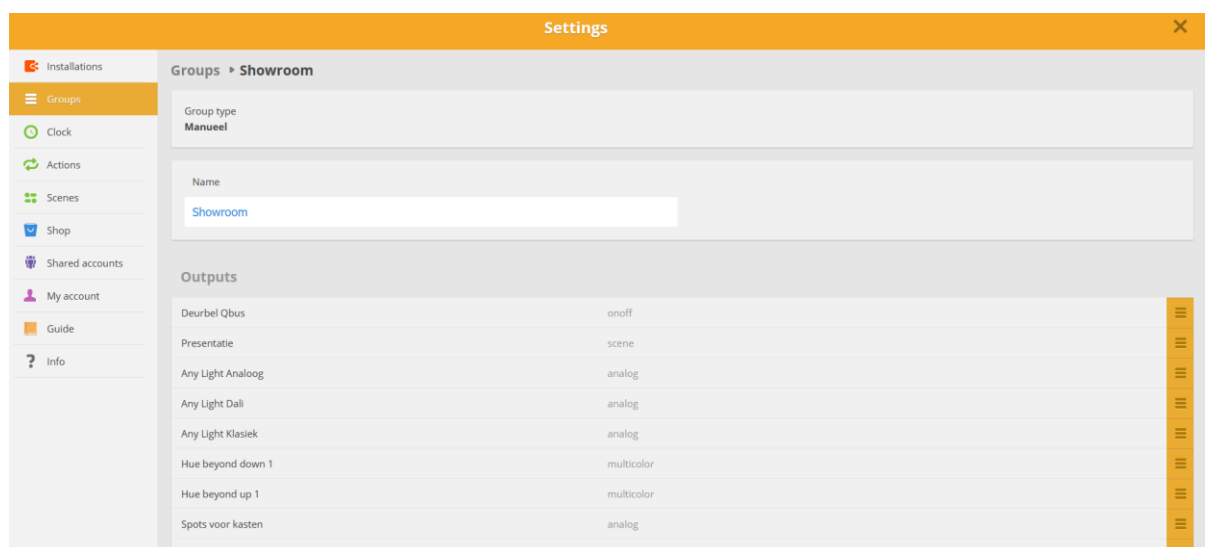 Settings
Installations
Groups
Clock
Actions
Scenes
Shop
Shared accounts
My account
Guide
? Info
Groups ▸ Showroom
Group type
Manueel
Name
Showroom
Outputs
Deurbel Qbus onoff
Presentatie scene
Any Light Analoog analog
Any Light Dali analog
Any Light Klasiek analog
Hue beyond down 1 multicolor
Hue beyond up 1 multicolor
Spots voor kasten analog